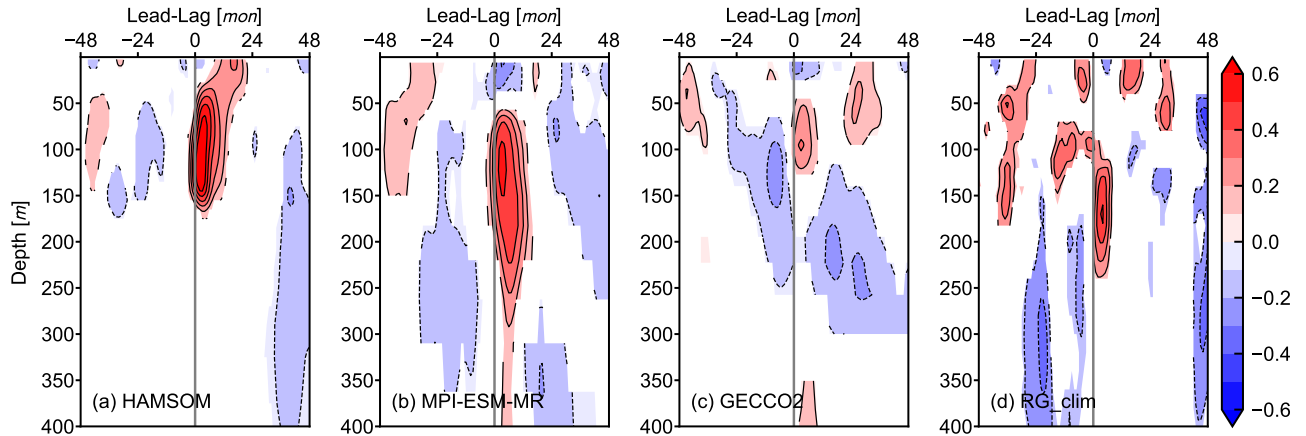 Lead-Lag [mon] Lead-Lag [mon] Lead-Lag [mon] Lead-Lag [mon]
−48 −24 0 24 48 −48 −24 0 24 48 −48 −24 0 24 48 −48 −24 0 24 48
Depth [m]
50 50 50 50
100 100 100 100
150 150 150 150
200 200 200 200
250 250 250 250
300 300 300 300
350 350 350 350
400 400 400 400
(a) HAMSOM (b) MPI-ESM-MR (c) GECCO2 (d) RG_clim
0.6
0.4
0.2
0.0
−0.2
−0.4
−0.6